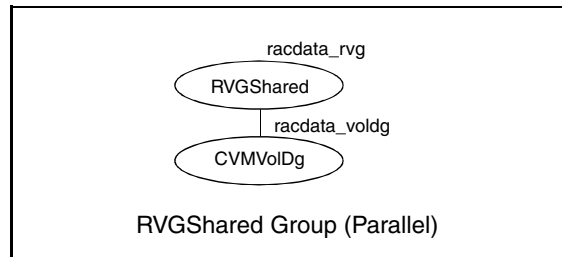 racdata_rvg
RVGShared
racdata_voldg
CVMVolDg
RVGShared Group (Parallel)